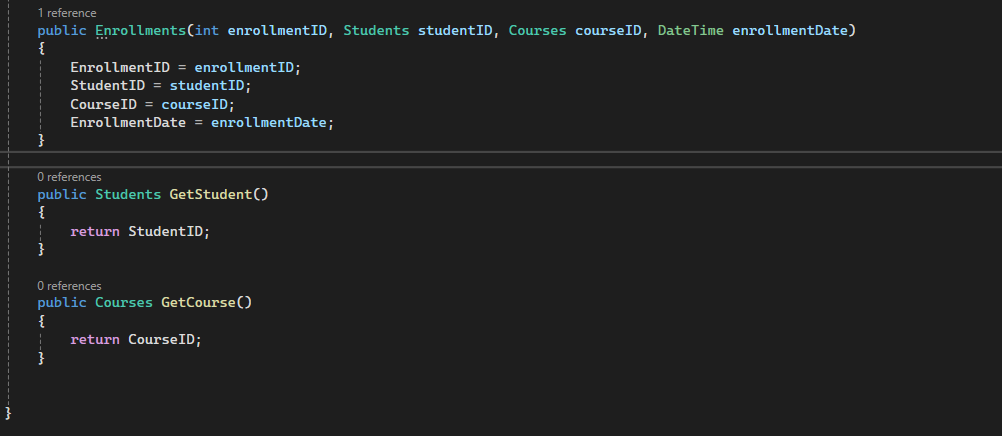 1 reference
public Enrollments(int enrollmentID, Students studentID, Courses courseID, DateTime enrollmentDate)
{
EnrollmentID = enrollmentID;
StudentID = studentID;
CourseID = courseID;
EnrollmentDate = enrollmentDate;
}
0 references
public Students GetStudent()
{
return StudentID;
}
0 references
public Courses GetCourse()
{
return CourseID;
}
}